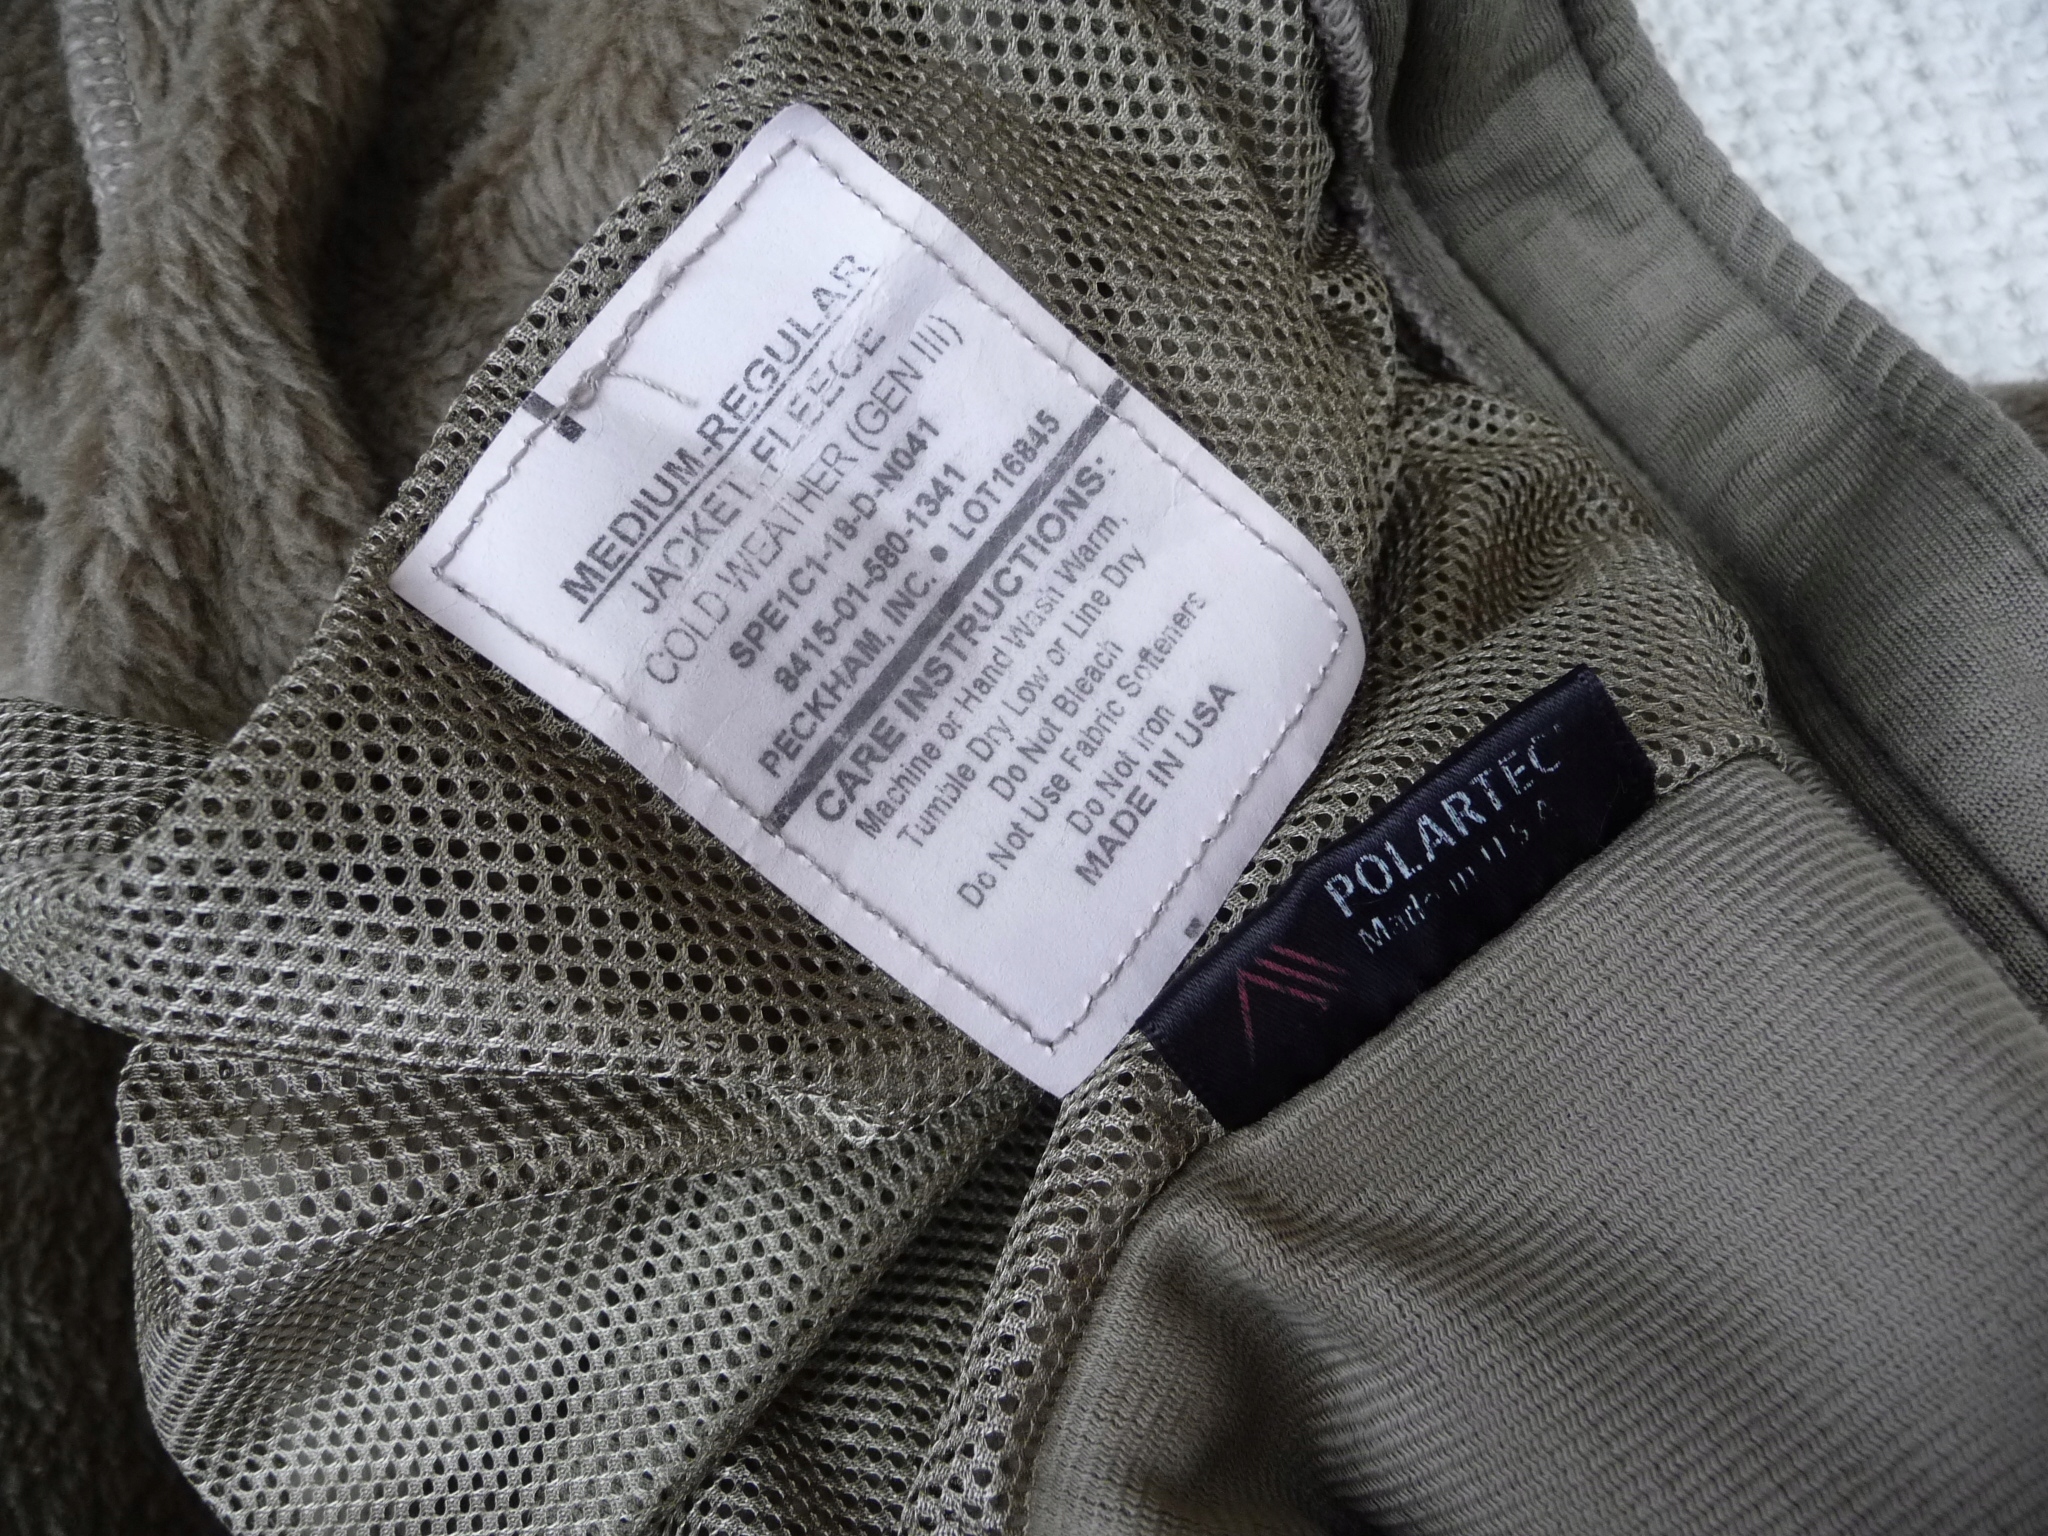 MEDIUM-REGULAR
JACKET, FLEECE
COLD WEATHER (GEN III)
SPE1C1-18-D-N041
8415-01-580-1341
PECKHAM, INC. • LOT16845
CARE INSTRUCTIONS:
Machine or Hand Wash Warm,
Tumble Dry Low or Line Dry
Do Not Bleach
Do Not Use Fabric Softeners
Do Not iron
MADE IN USA
POLARTEC
Made in U S A